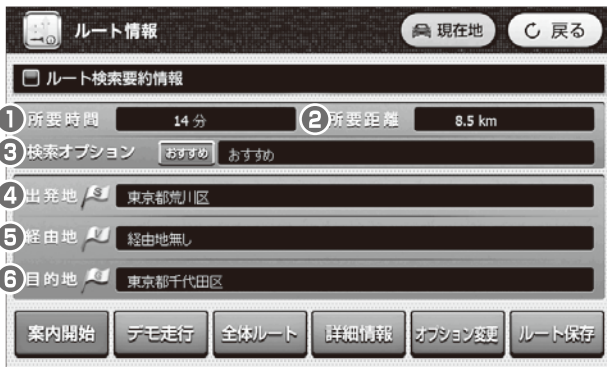 ルート情報 現在地 戻る
ルート検索要約情報
1 所要時間 14 分 2 所要距離 8.5 km
3 検索オプション おすすめ おすすめ
4 出発地 S 東京都荒川区
5 経由地 V 経由地無し
6 目的地 G 東京都千代田区
案内開始 デモ走行 全体ルート 詳細情報 オプション変更 ルート保存